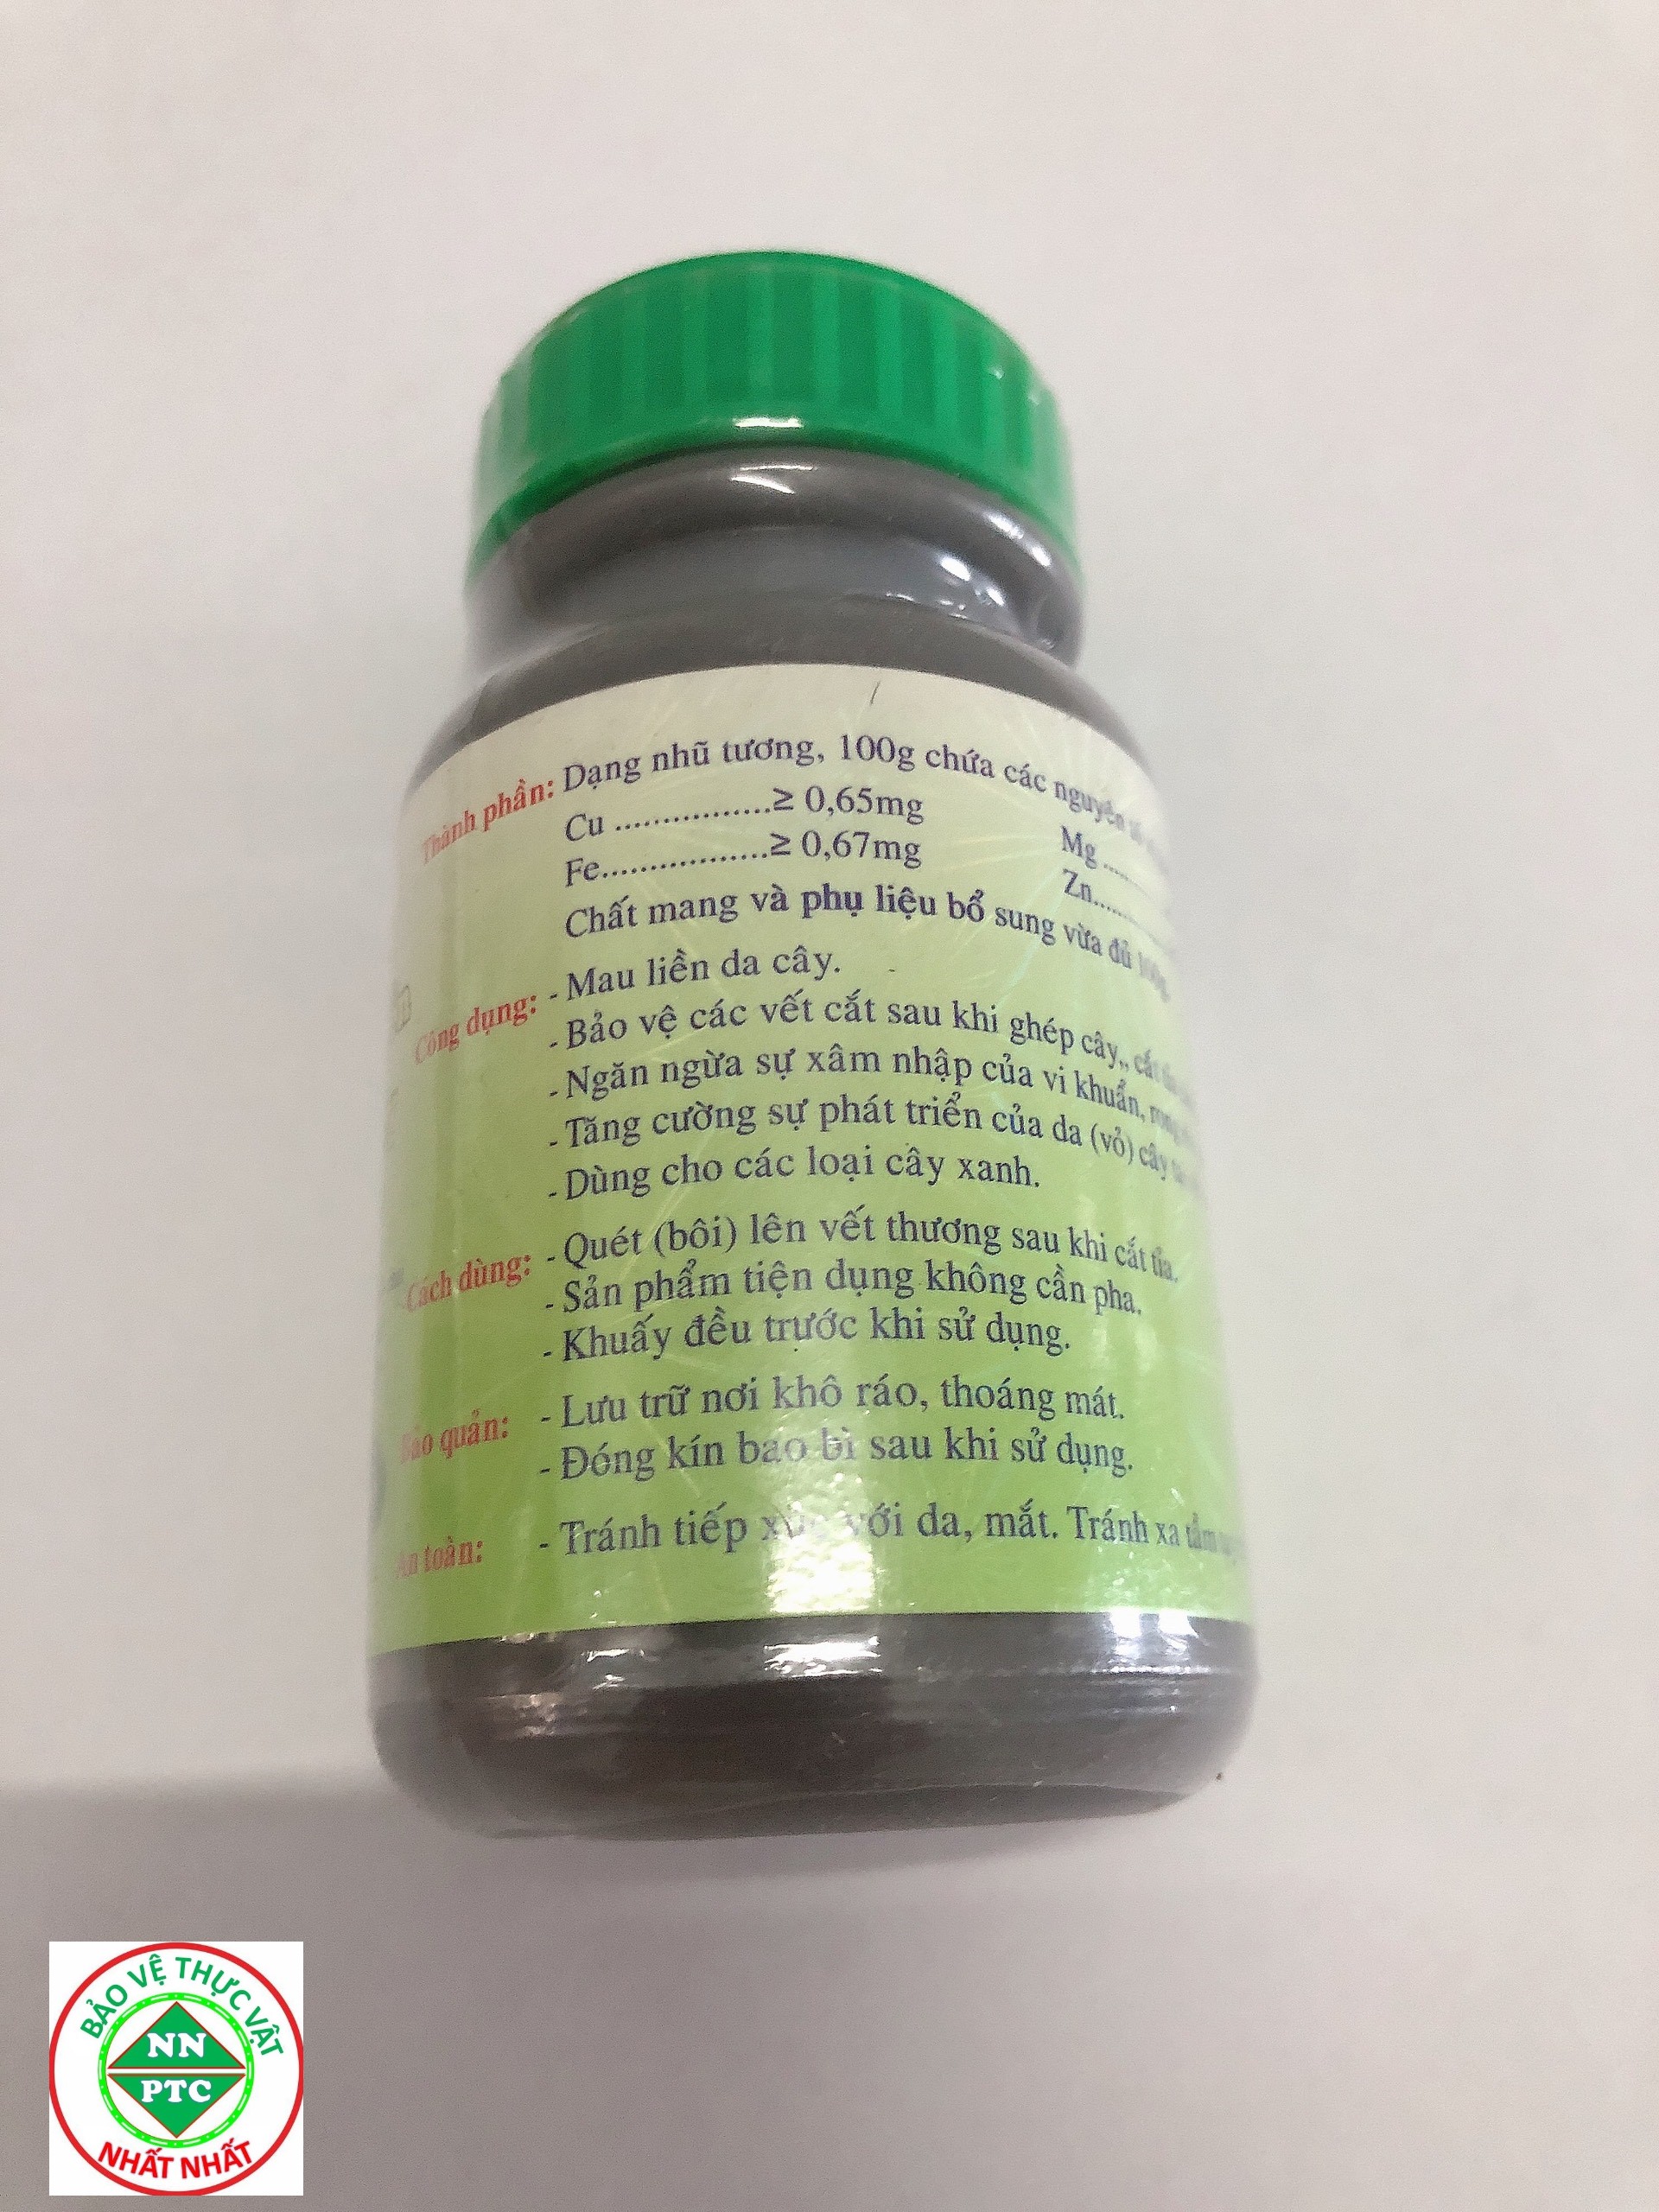 Thành phần: Dạng nhũ tương, 100g chứa các nguyên
Cu ................≥ 0,65mg Mg ......
Fe.................≥ 0,67mg Zn......
Chất mang và phụ liệu bổ sung vừa đủ 100g.
Công dụng: - Mau liền da cây.
- Bảo vệ các vết cắt sau khi ghép cây,, cắt
- Ngăn ngừa sự xâm nhập của vi khuẩn,
- Tăng cường sự phát triển của da (vỏ) cây
- Dùng cho các loại cây xanh.
Cách dùng: - Quét (bôi) lên vết thương sau khi cắt tỉa.
- Sản phẩm tiện dụng không cần pha.
- Khuấy đều trước khi sử dụng.
Bảo quản: - Lưu trữ nơi khô ráo, thoáng mát.
- Đóng kín bao bì sau khi sử dụng.
An toàn: - Tránh tiếp xúc với da, mắt. Tránh xa tầm
BẢO VỆ THỰC VẬT
NN
PTC
NHẤT NHẤT